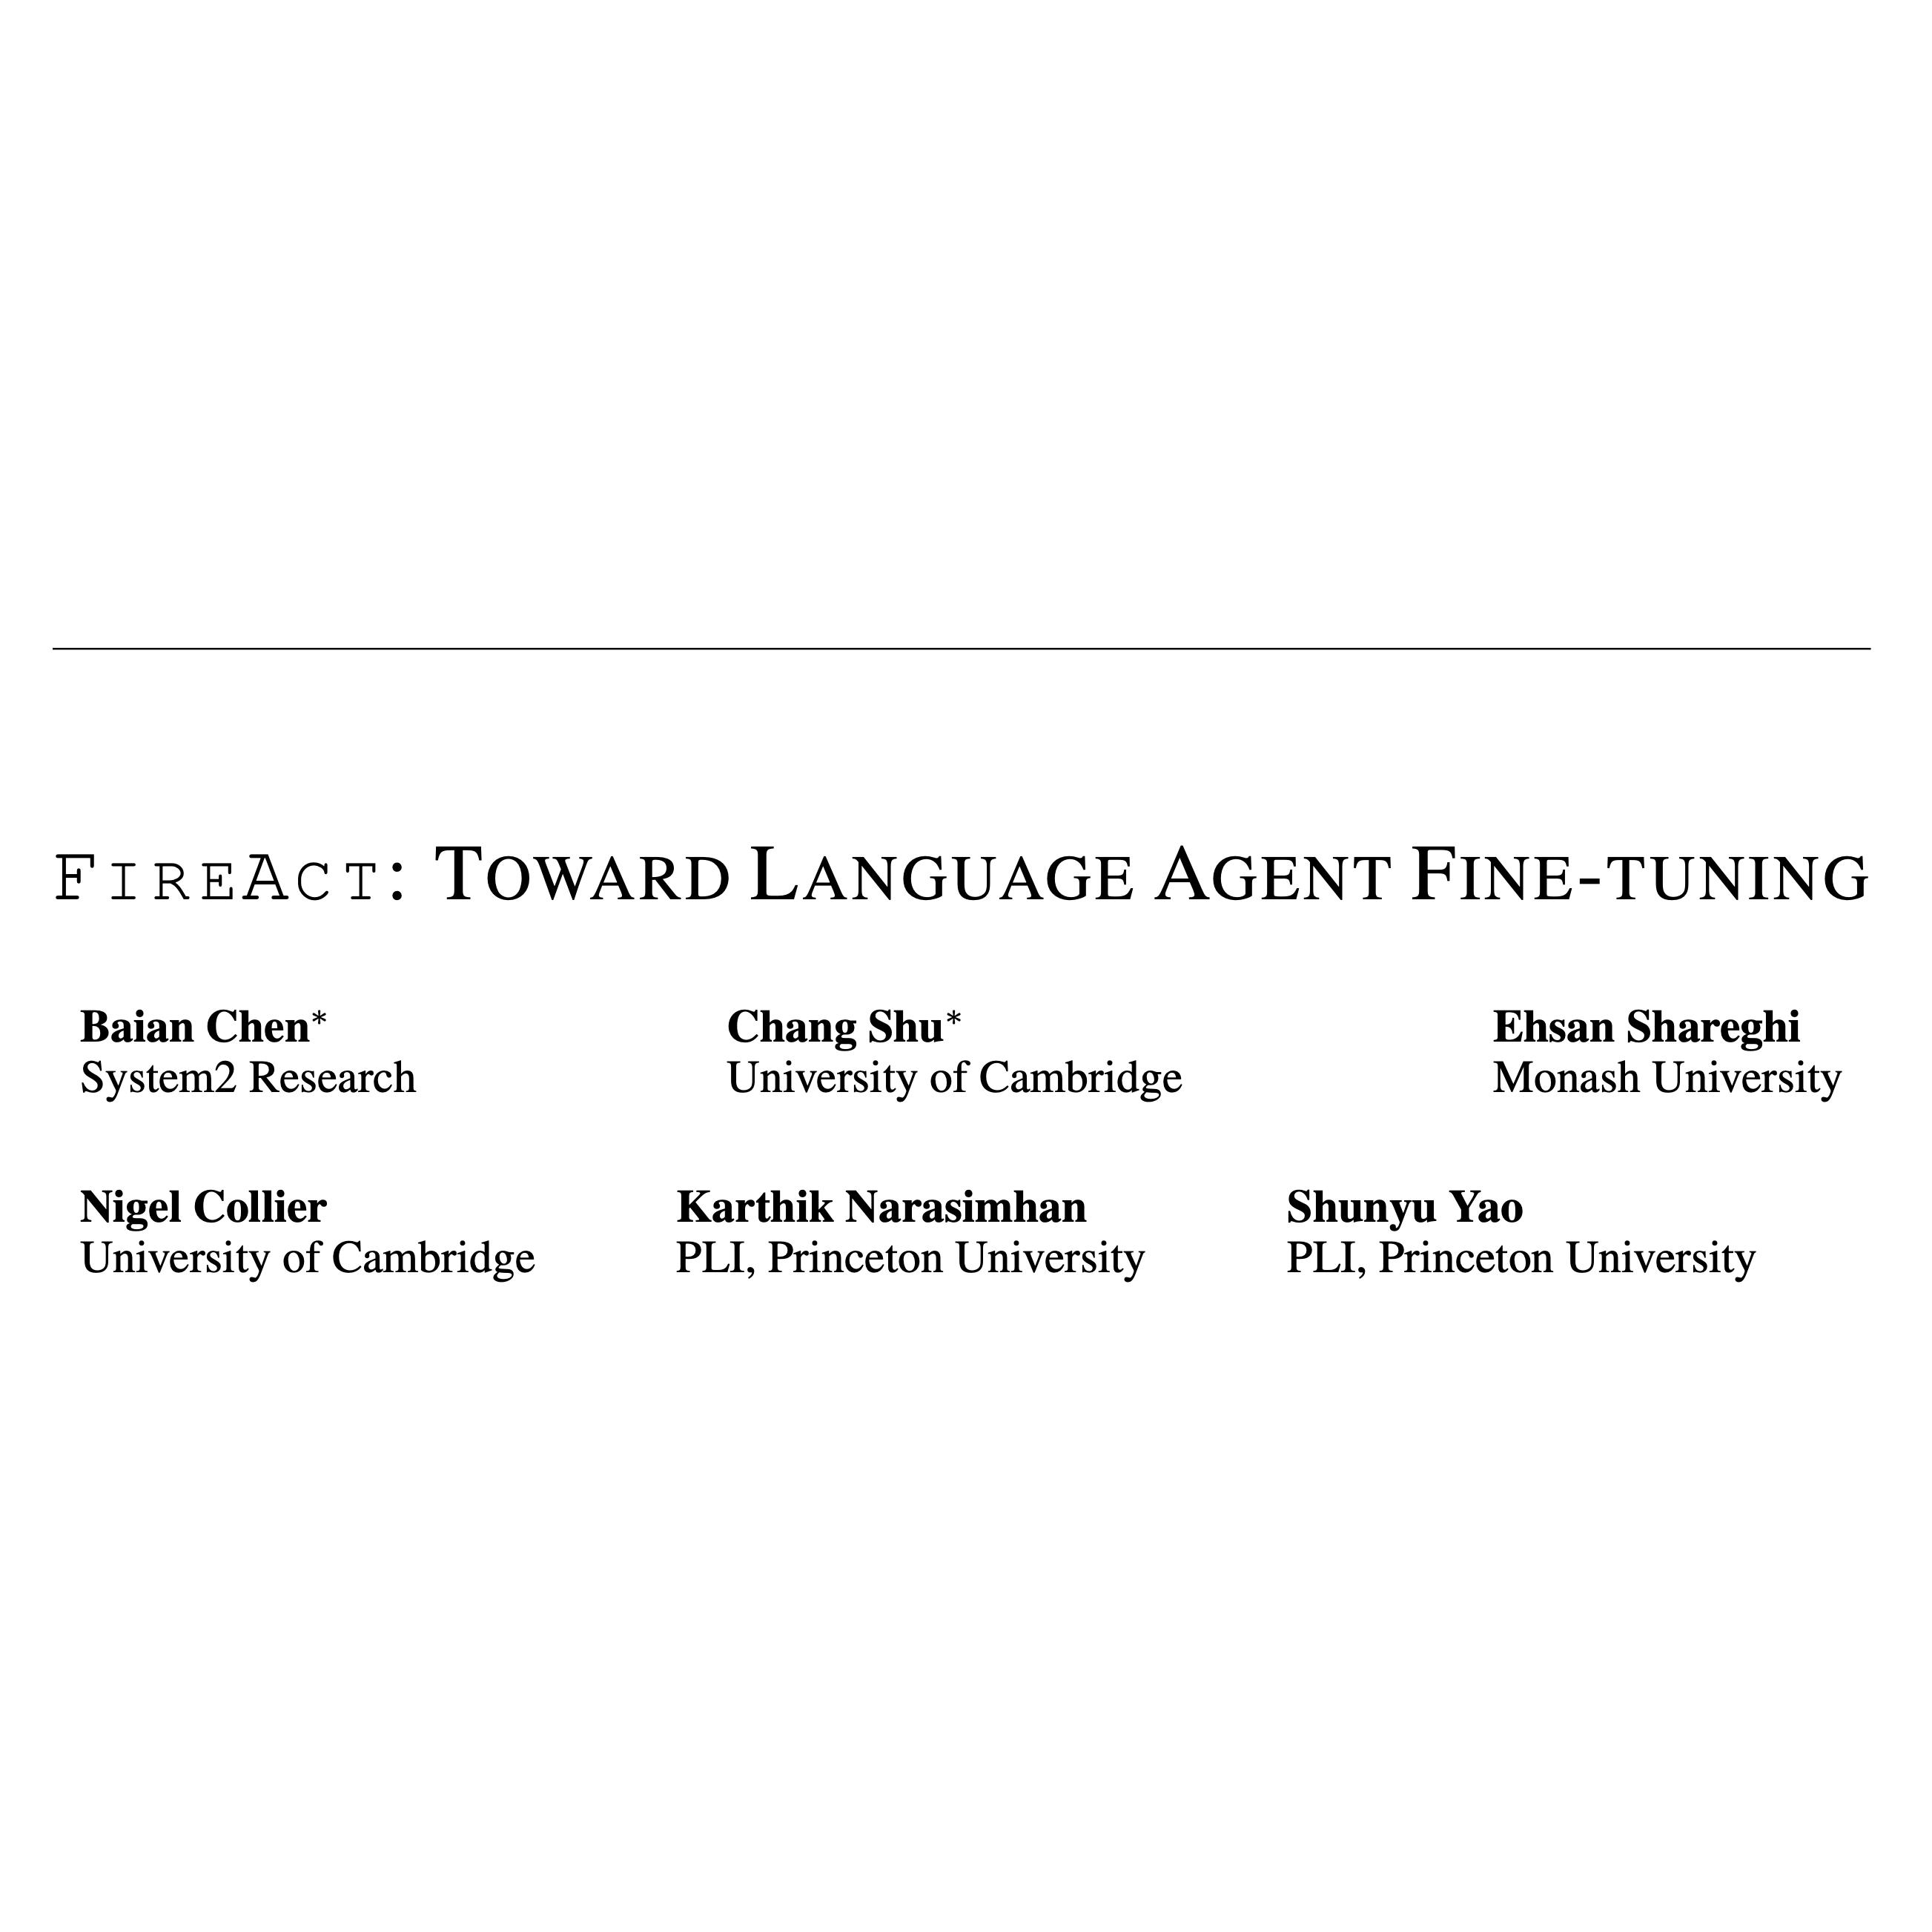 FIREACT: TOWARD LANGUAGE AGENT FINE-TUNING
Baian Chen* Chang Shu* Ehsan Shareghi
System2 Research University of Cambridge Monash University
Nigel Collier Karthik Narasimhan Shunyu Yao
University of Cambridge PLI, Princeton University PLI, Princeton University